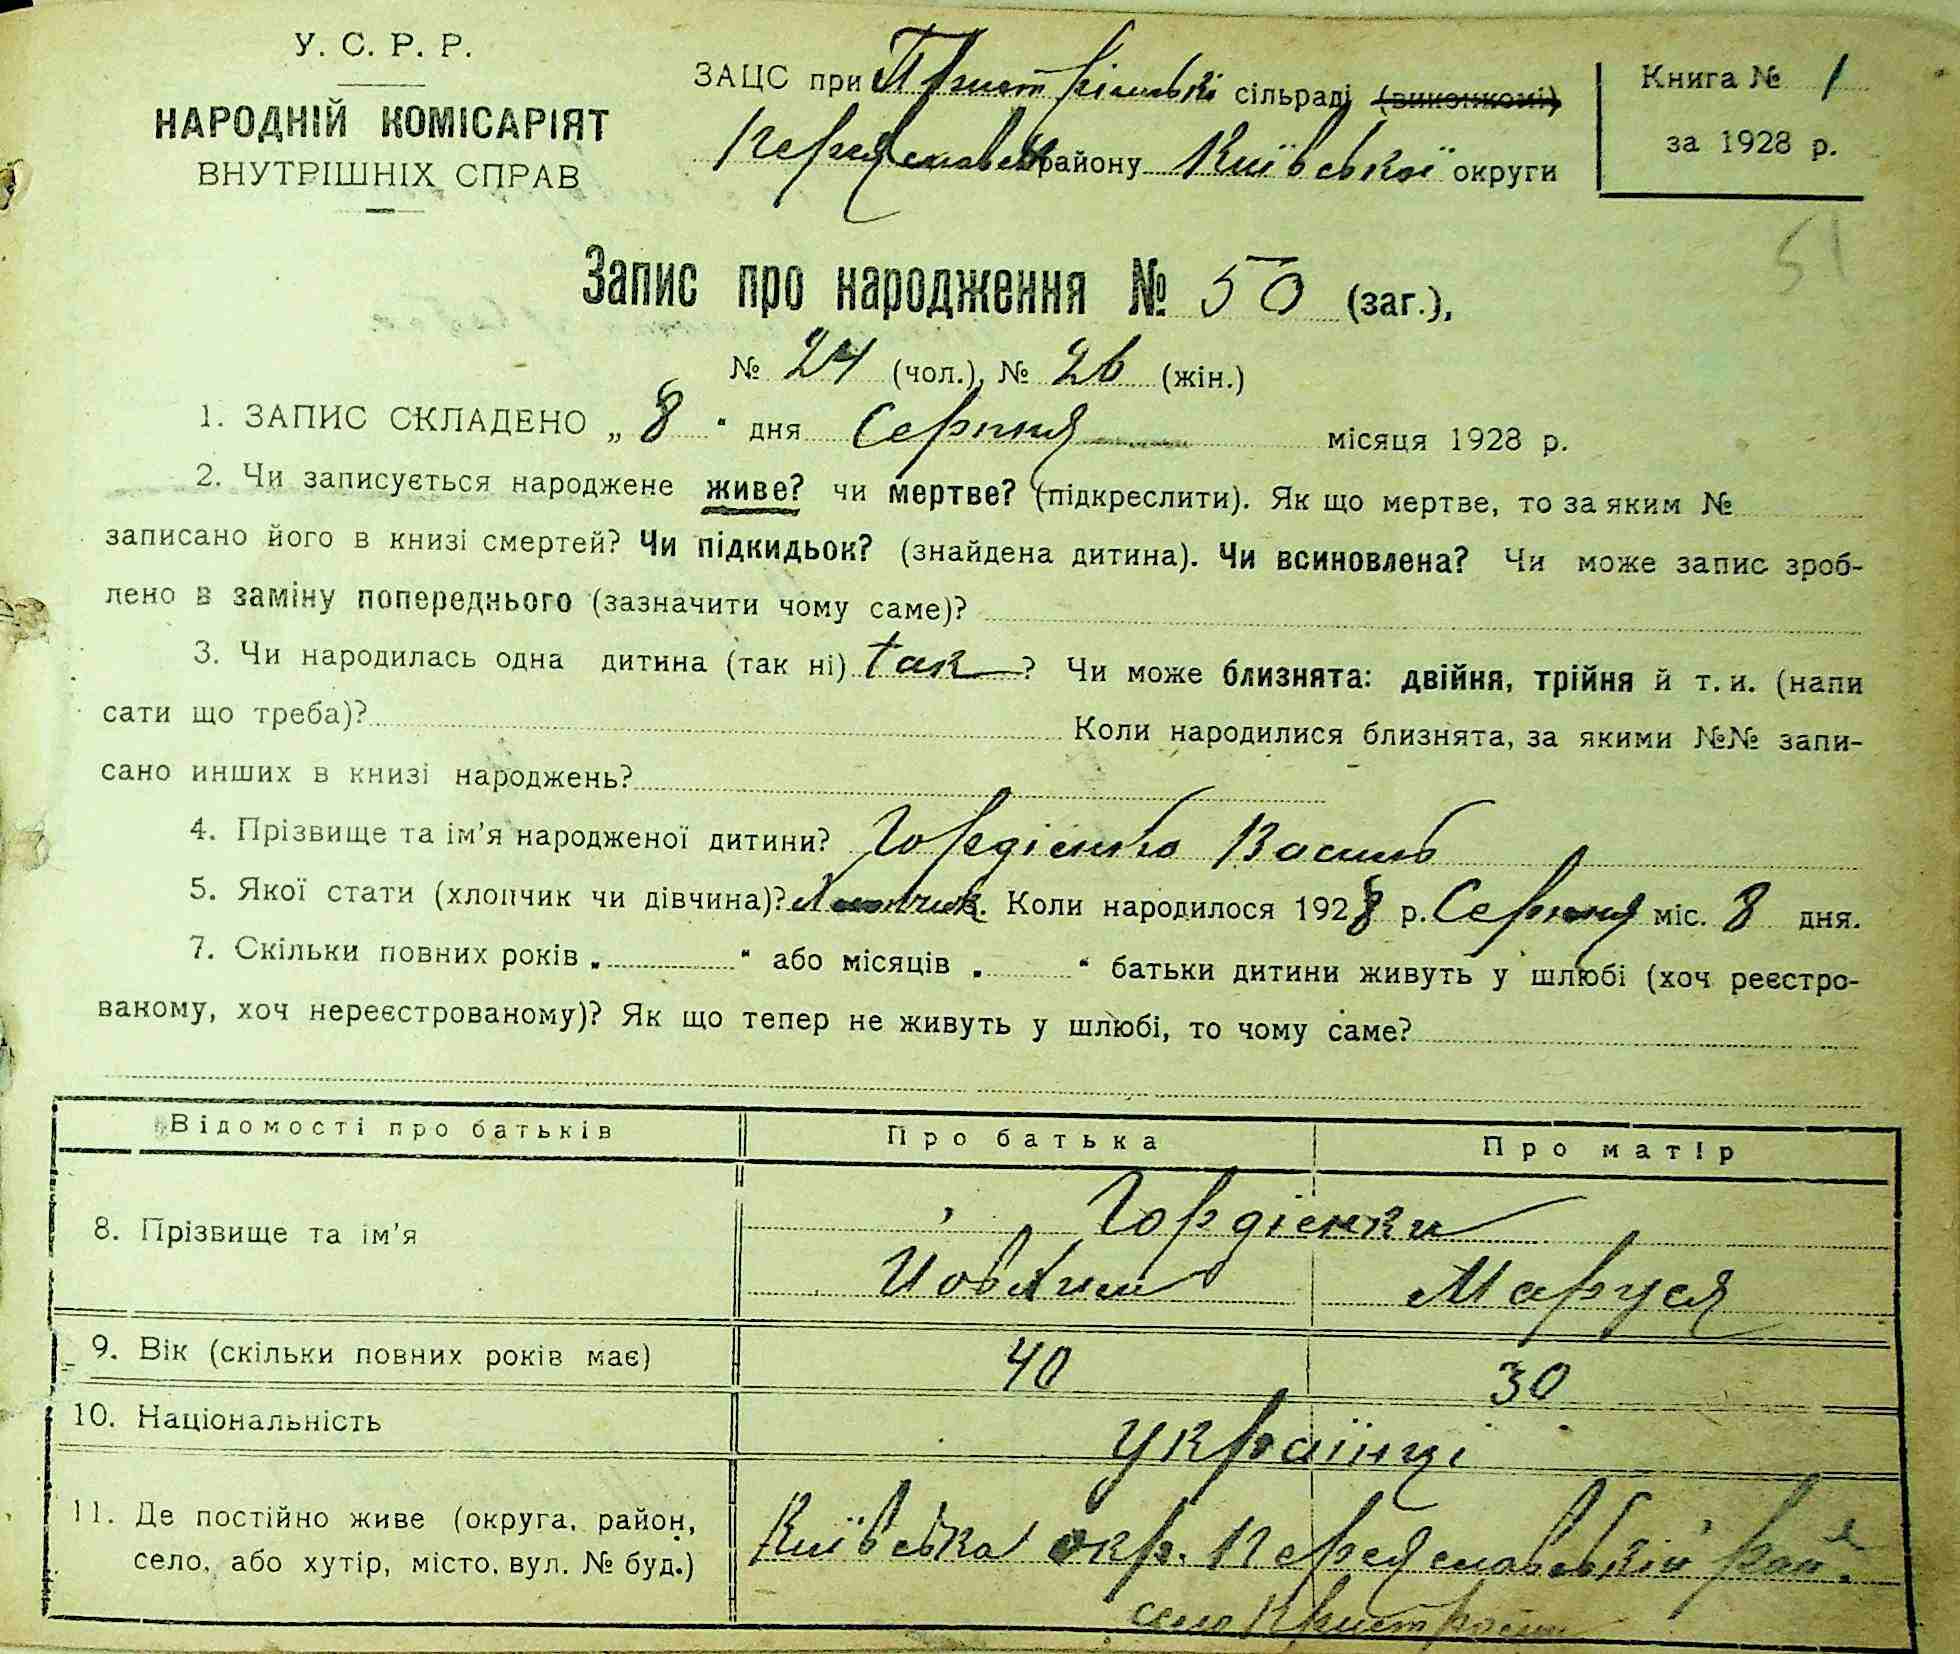 У. С. Р. Р.
НАРОДНІЙ КОМІСАРІЯТ
ВНУТРІШНІХ СПРАВ
ЗАЦС при сільраді (виконкомі)
району Київської округи
Книга № 1
за 1928 р.
51
Запис про народження № 50 (заг.),
№ 24 (чол.), № 26 (жін.)
1. ЗАПИС СКЛАДЕНО „ 8 “ дня Серпня місяця 1928 р.
2. Чи записується народжене живе? чи мертве? (підкреслити). Як що мертве, то за яким №
записано його в книзі смертей? Чи підкидьок? (знайдена дитина). Чи всиновлена? Чи може запис зроб-
лено в заміну попереднього (зазначити чому саме)?
3. Чи народилась одна дитина (так ні) так ? Чи може близнята: двійня, трійня й т. и. (напи
сати що треба)? Коли народилися близнята, за якими №№ запи-
сано инших в книзі народжень?
4. Прізвище та ім’я народженої дитини? Гордієнко Василь
5. Якої стати (хлопчик чи дівчина)? Хлопчик. Коли народилося 1928 р. Серпня міс. 8 дня.
7. Скільки повних років „ “ або місяців „ “ батьки дитини живуть у шлюбі (хоч реєстро-
ваному, хоч нереєстрованому)? Як що тепер не живуть у шлюбі, то чому саме?
Відомості про батьків Про батька Про матір
8. Прізвище та ім’я Гордієнки
Йовхим Маруся
9. Вік (скільки повних років має) 40 30
10. Національність Українці
11. Де постійно живе (округа, район, село, або хутір, місто, вул. № буд.) Київська окр. Переяславський рай.
село